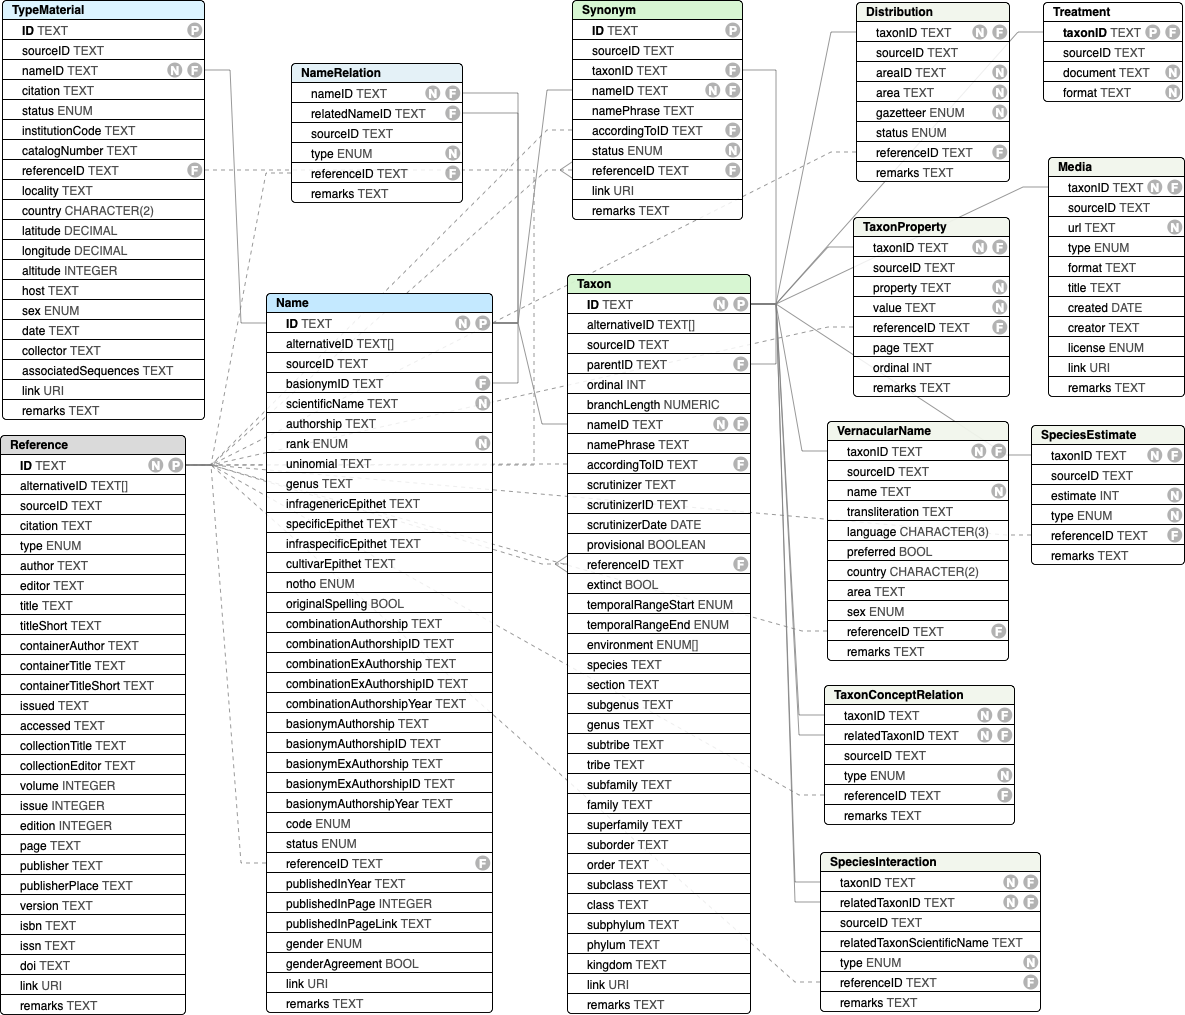 TypeMaterial
ID TEXT P
sourceID TEXT
nameID TEXT N F
citation TEXT
status ENUM
institutionCode TEXT
catalogNumber TEXT
referenceID TEXT F
locality TEXT
country CHARACTER(2)
latitude DECIMAL
longitude DECIMAL
altitude INTEGER
host TEXT
sex ENUM
date TEXT
collector TEXT
associatedSequences TEXT
link URI
remarks TEXT
Reference
ID TEXT N P
alternativeID TEXT[]
sourceID TEXT
citation TEXT
type ENUM
author TEXT
editor TEXT
title TEXT
titleShort TEXT
containerAuthor TEXT
containerTitle TEXT
containerTitleShort TEXT
issued TEXT
accessed TEXT
collectionTitle TEXT
collectionEditor TEXT
volume INTEGER
issue INTEGER
edition INTEGER
page TEXT
publisher TEXT
publisherPlace TEXT
version TEXT
isbn TEXT
issn TEXT
doi TEXT
link URI
remarks TEXT
NameRelation
nameID TEXT N F
relatedNameID TEXT F
sourceID TEXT
type ENUM N
referenceID TEXT F
remarks TEXT
Name
ID TEXT N P
alternativeID TEXT[]
sourceID TEXT
basionymID TEXT F
scientificName TEXT N
authorship TEXT
rank ENUM N
uninomial TEXT
genus TEXT
infragenericEpithet TEXT
specificEpithet TEXT
infraspecificEpithet TEXT
cultivarEpithet TEXT
notho ENUM
originalSpelling BOOL
combinationAuthorship TEXT
combinationAuthorshipID TEXT
combinationExAuthorship TEXT
combinationExAuthorshipID TEXT
combinationAuthorshipYear TEXT
basionymAuthorship TEXT
basionymAuthorshipID TEXT
basionymExAuthorship TEXT
basionymExAuthorshipID TEXT
basionymAuthorshipYear TEXT
code ENUM
status ENUM
referenceID TEXT F
publishedInYear TEXT
publishedInPage INTEGER
publishedInPageLink TEXT
gender ENUM
genderAgreement BOOL
link URI
remarks TEXT
Synonym
ID TEXT P
sourceID TEXT
taxonID TEXT F
nameID TEXT N F
namePhrase TEXT
accordingToID TEXT F
status ENUM N
referenceID TEXT F
link URI
remarks TEXT
Taxon
ID TEXT N P
alternativeID TEXT[]
sourceID TEXT
parentID TEXT F
ordinal INT
branchLength NUMERIC
nameID TEXT N F
namePhrase TEXT
accordingToID TEXT F
scrutinizer TEXT
scrutinizerID TEXT
scrutinizerDate DATE
provisional BOOLEAN
referenceID TEXT F
extinct BOOL
temporalRangeStart ENUM
temporalRangeEnd ENUM
environment ENUM[]
species TEXT
section TEXT
subgenus TEXT
genus TEXT
subtribe TEXT
tribe TEXT
subfamily TEXT
family TEXT
superfamily TEXT
suborder TEXT
order TEXT
subclass TEXT
class TEXT
subphylum TEXT
phylum TEXT
kingdom TEXT
link URI
remarks TEXT
Distribution
taxonID TEXT N F
sourceID TEXT
areaID TEXT N
area TEXT N
gazetteer ENUM N
status ENUM
referenceID TEXT F
remarks TEXT
TaxonProperty
taxonID TEXT N F
sourceID TEXT
property TEXT N
value TEXT N
referenceID TEXT F
page TEXT
ordinal INT
remarks TEXT
VernacularName
taxonID TEXT N F
sourceID TEXT
name TEXT N
transliteration TEXT
language CHARACTER(3)
preferred BOOL
country CHARACTER(2)
area TEXT
sex ENUM
referenceID TEXT F
remarks TEXT
TaxonConceptRelation
taxonID TEXT N F
relatedTaxonID TEXT N F
sourceID TEXT
type ENUM N
referenceID TEXT F
remarks TEXT
SpeciesInteraction
taxonID TEXT N F
relatedTaxonID TEXT N F
sourceID TEXT
relatedTaxonScientificName TEXT
type ENUM N
referenceID TEXT F
remarks TEXT
Treatment
taxonID TEXT P F
sourceID TEXT
document TEXT N
format TEXT N
Media
taxonID TEXT N F
sourceID TEXT
url TEXT N
type ENUM
format TEXT
title TEXT
created DATE
creator TEXT
license ENUM
link URI
remarks TEXT
SpeciesEstimate
taxonID TEXT N F
sourceID TEXT
estimate INT N
type ENUM N
referenceID TEXT F
remarks TEXT